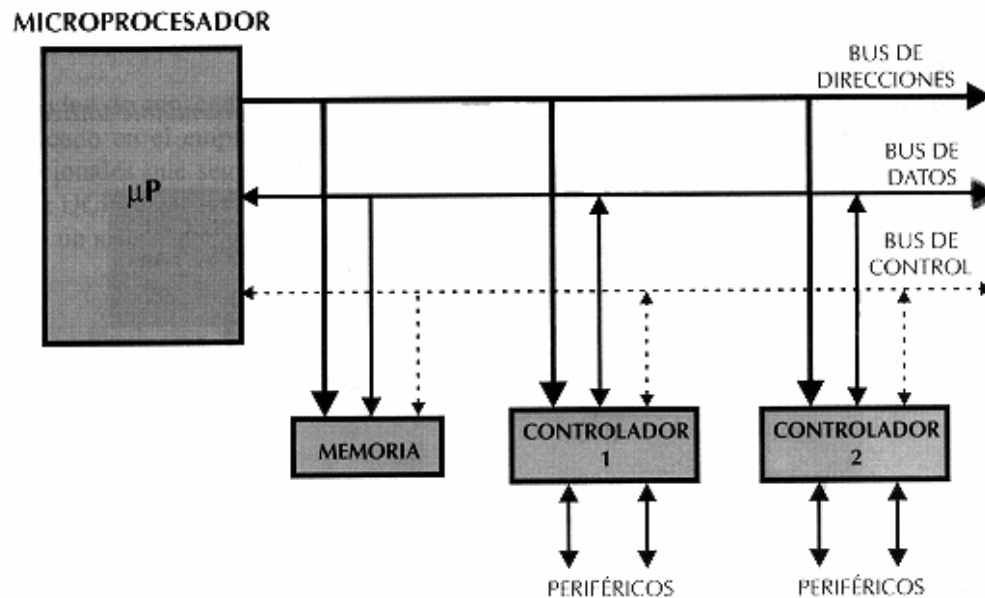 MICROPROCESADOR
BUS DE
DIRECCIONES
µP
BUS DE
DATOS
BUS DE
CONTROL
MEMORIA
CONTROLADOR
1
CONTROLADOR
2
PERIFÉRICOS
PERIFÉRICOS